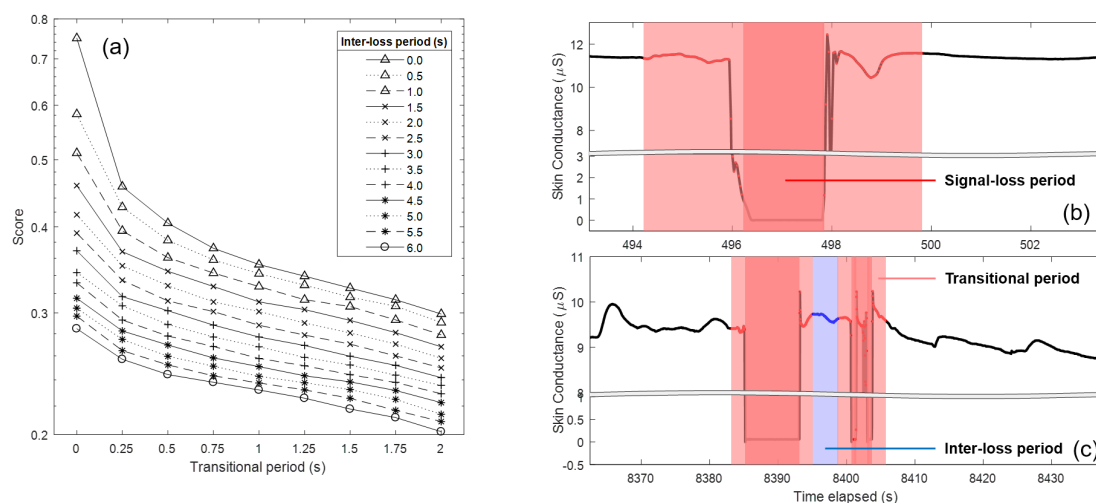 (a)
Score
0.8
0.7
0.6
0.5
0.4
0.3
0.2
Inter-loss period (s)
0.0
0.5
1.0
1.5
2.0
2.5
3.0
3.5
4.0
4.5
5.0
5.5
6.0
0 0.25 0.5 0.75 1 1.25 1.5 1.75 2
Transitional period (s)
(b)
Skin Conductance (μS)
12
10
8
3
2
1
0
Signal-loss period
494 496 498 500 502
(c)
Skin Conductance (μS)
11
10
9
8
1
0
-0.5
Transitional period
Inter-loss period
8370 8380 8390 8400 8410 8420 8430
Time elapsed (s)